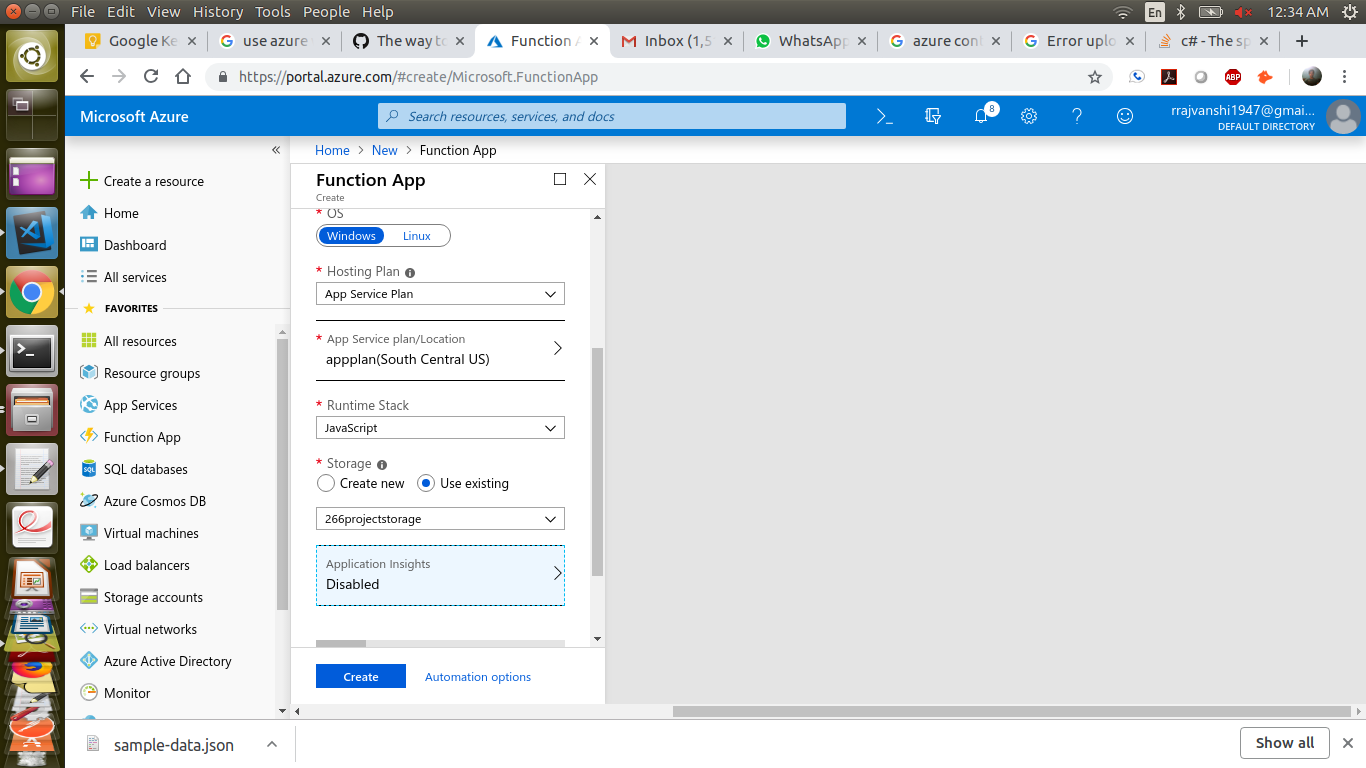 File Edit View History Tools People Help
En
12:34 AM
Google Ke
use azure
The way to
Function A
Inbox (1,5
WhatsApp
azure con
Error uplo
c# - The sp
https://portal.azure.com/#create/Microsoft.FunctionApp
ABP
Microsoft Azure
Search resources, services, and docs
8
rrajvanshi1947@gmai...
DEFAULT DIRECTORY
Create a resource
Home
Dashboard
All services
FAVORITES
All resources
Resource groups
App Services
Function App
SQL databases
Azure Cosmos DB
Virtual machines
Load balancers
Storage accounts
Virtual networks
Azure Active Directory
Monitor
Home > New > Function App
Function App
Create
* OS
Windows Linux
* Hosting Plan
App Service Plan
* App Service plan/Location
appplan(South Central US)
* Runtime Stack
JavaScript
* Storage
Create new Use existing
266projectstorage
Application Insights
Disabled
Create Automation options
sample-data.json
Show all